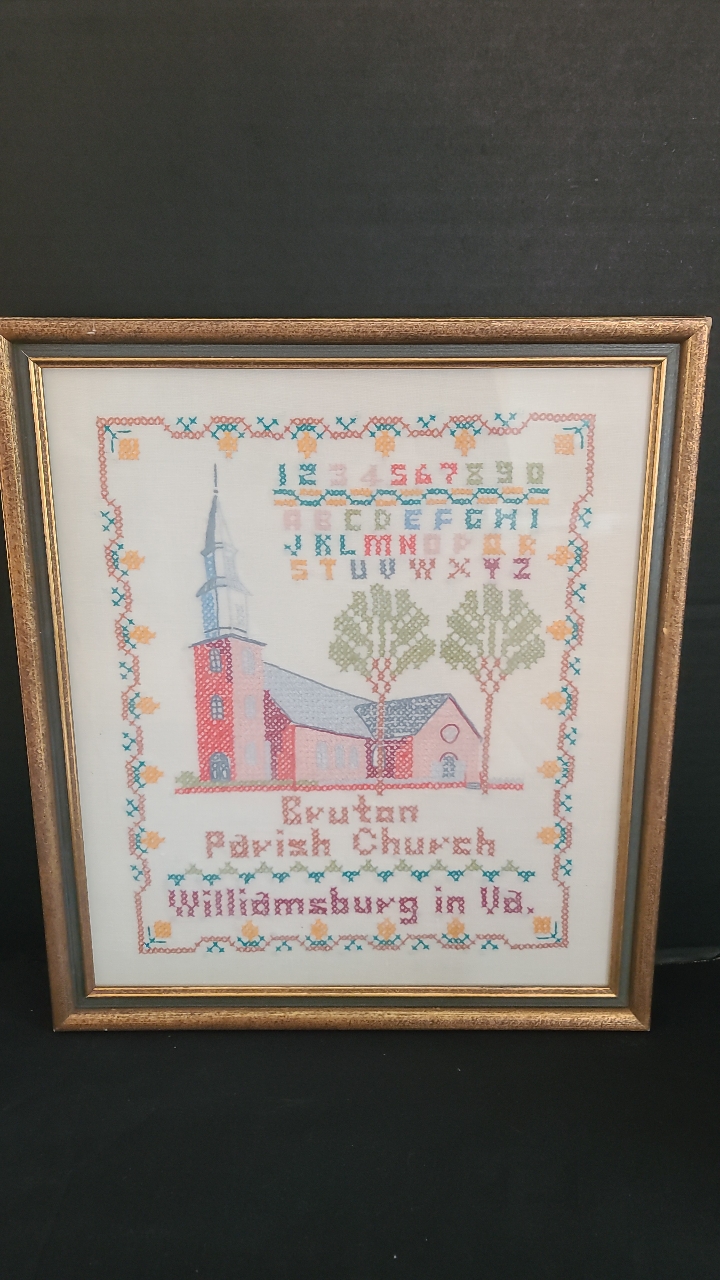 1234567890
ABCDEFGHI
JKLMNOPQR
STUVWXYZ
Bruton
Parish Church
Williamsburg in Va.